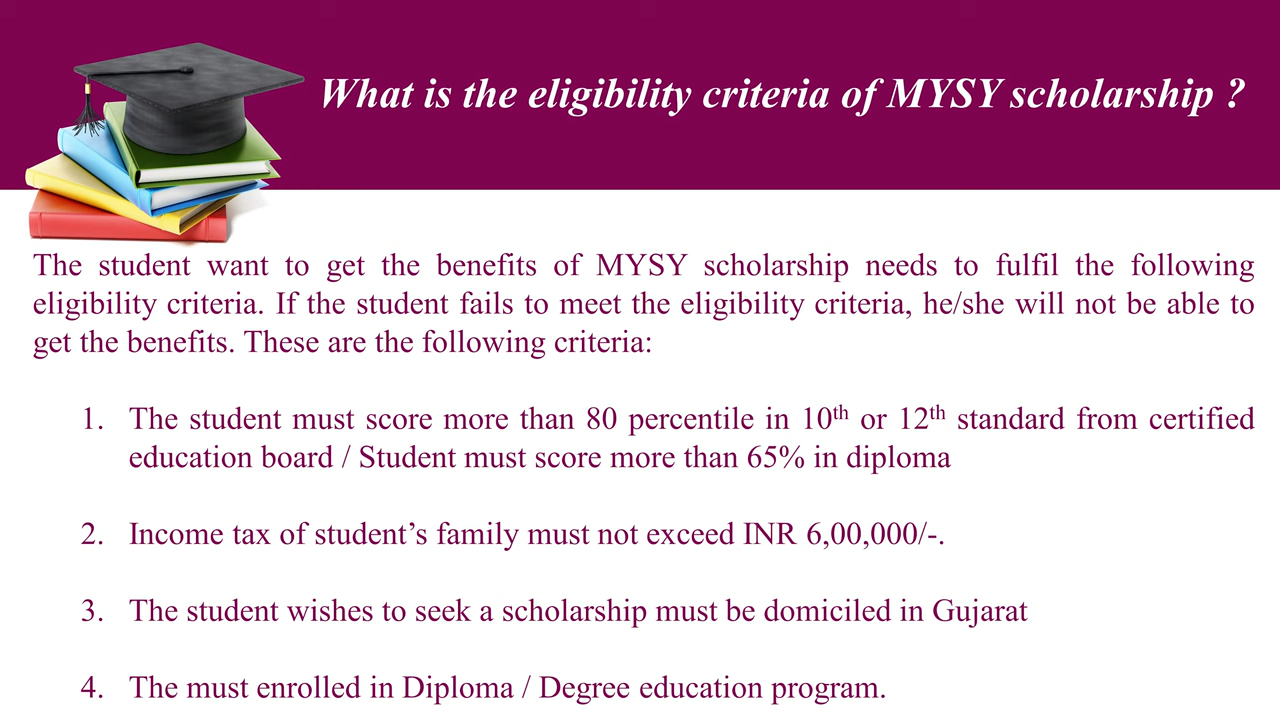 What is the eligibility criteria of MYSY scholarship ?
The student want to get the benefits of MYSY scholarship needs to fulfil the following
eligibility criteria. If the student fails to meet the eligibility criteria, he/she will not be able to
get the benefits. These are the following criteria:
1. The student must score more than 80 percentile in 10th or 12th standard from certified
education board / Student must score more than 65% in diploma
2. Income tax of student’s family must not exceed INR 6,00,000/-.
3. The student wishes to seek a scholarship must be domiciled in Gujarat
4. The must enrolled in Diploma / Degree education program.